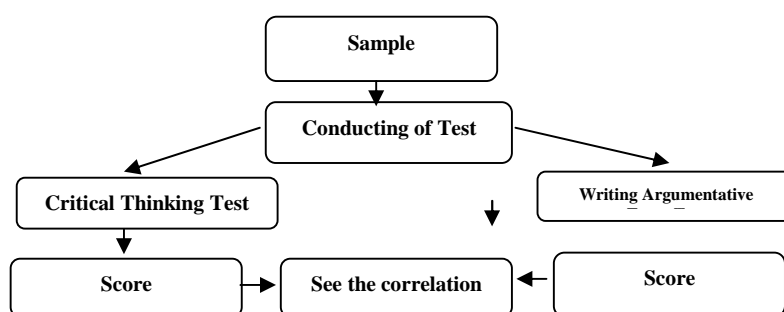 Sample
Conducting of Test
Critical Thinking Test
Writing Argumentative
Score
See the correlation
Score